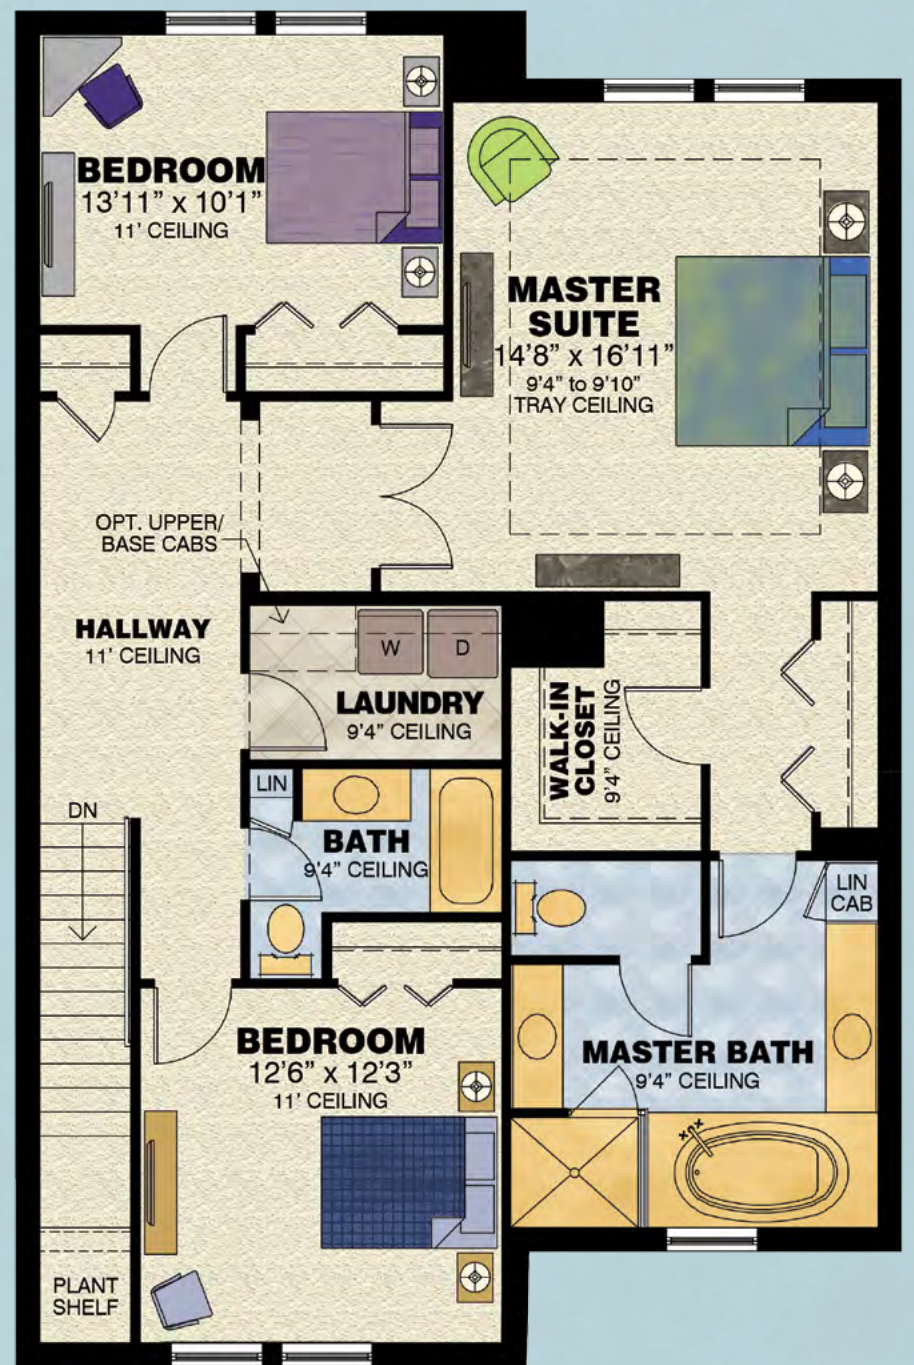 BEDROOM
13'11” x 10'1”
11' CEILING
MASTER
SUITE
14'8” x 16'11”
9'4” to 9'10”
TRAY CEILING
OPT. UPPER/
BASE CABS
HALLWAY
11' CEILING
W
D
LAUNDRY
9'4” CEILING
WALK-IN
CLOSET
9'4” CEILING
LIN
BATH
9'4” CEILING
DN
LIN
CAB
BEDROOM
12'6” x 12'3”
11' CEILING
MASTER BATH
9'4” CEILING
PLANT
SHELF